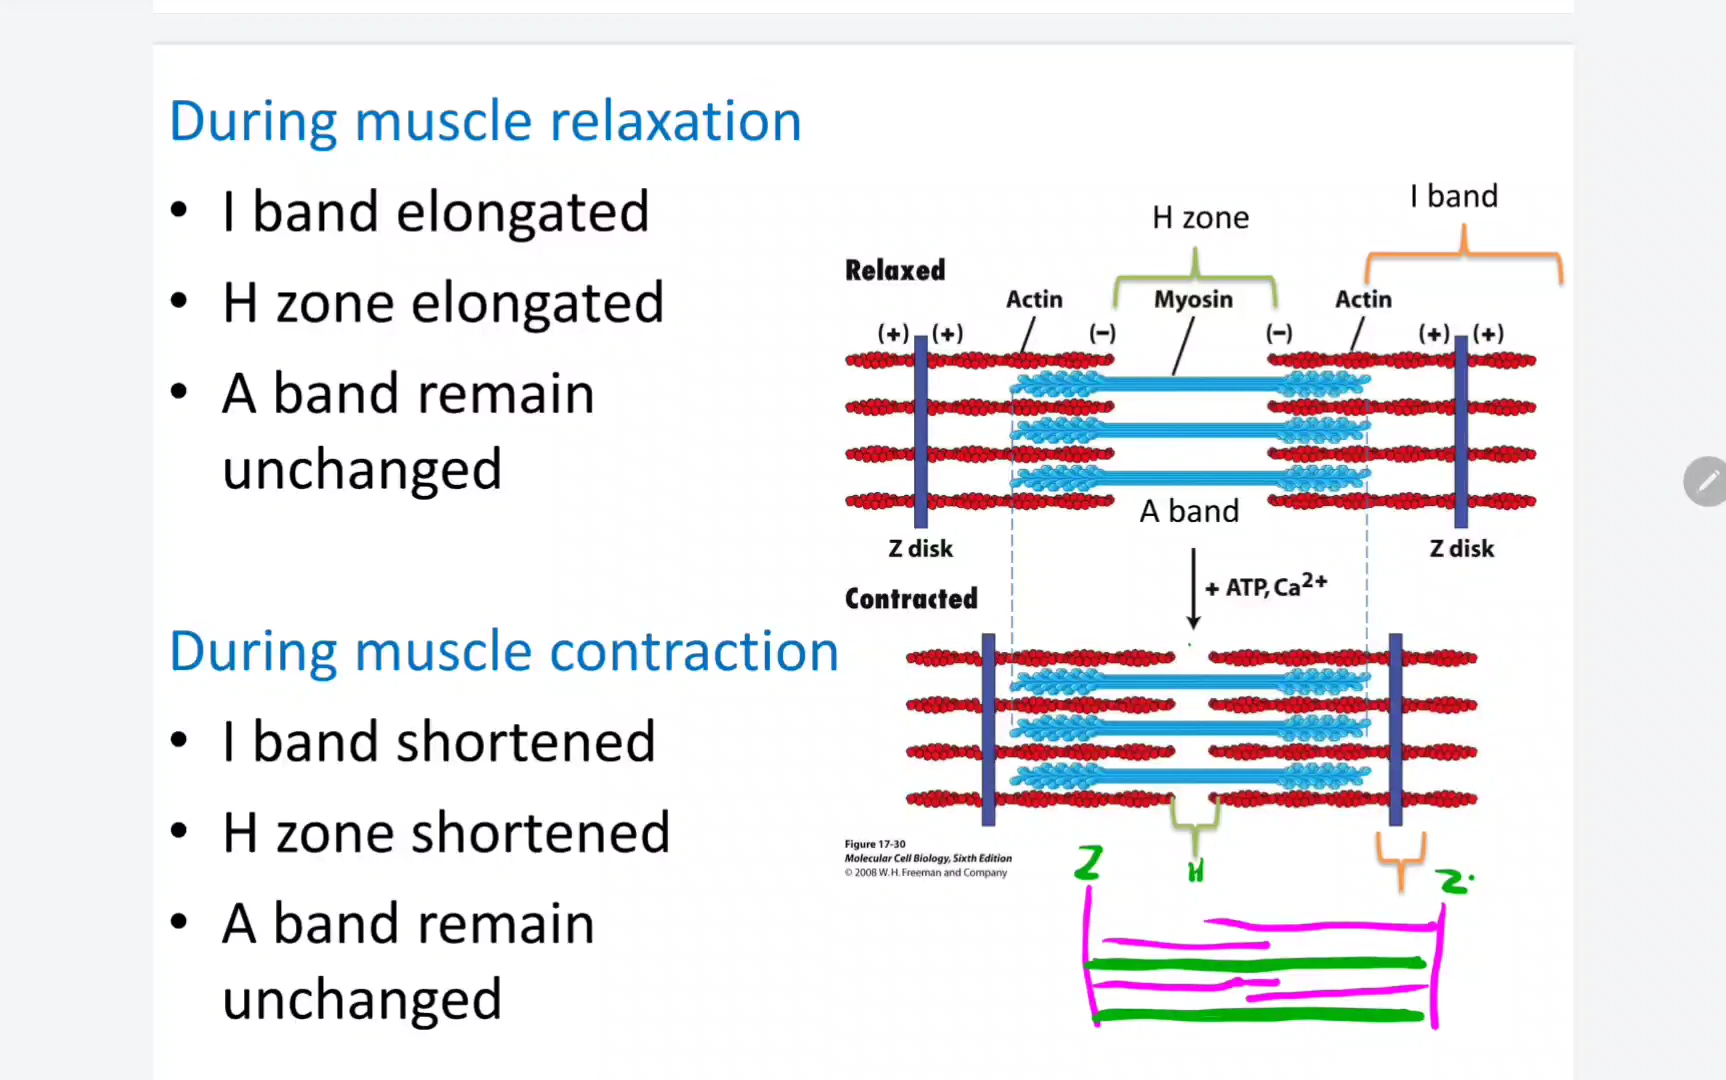 During muscle relaxation
• I band elongated
• H zone elongated
• A band remain
unchanged
During muscle contraction
• I band shortened
• H zone shortened
• A band remain
unchanged
I band
H zone
Relaxed
Actin Myosin Actin
(+) (+) (−) (−) (+) (+)
A band
Z disk Z disk
+ ATP, Ca2+
Contracted
Figure 17-30
Molecular Cell Biology, Sixth Edition
© 2008 W. H. Freeman and Company
Z H Z